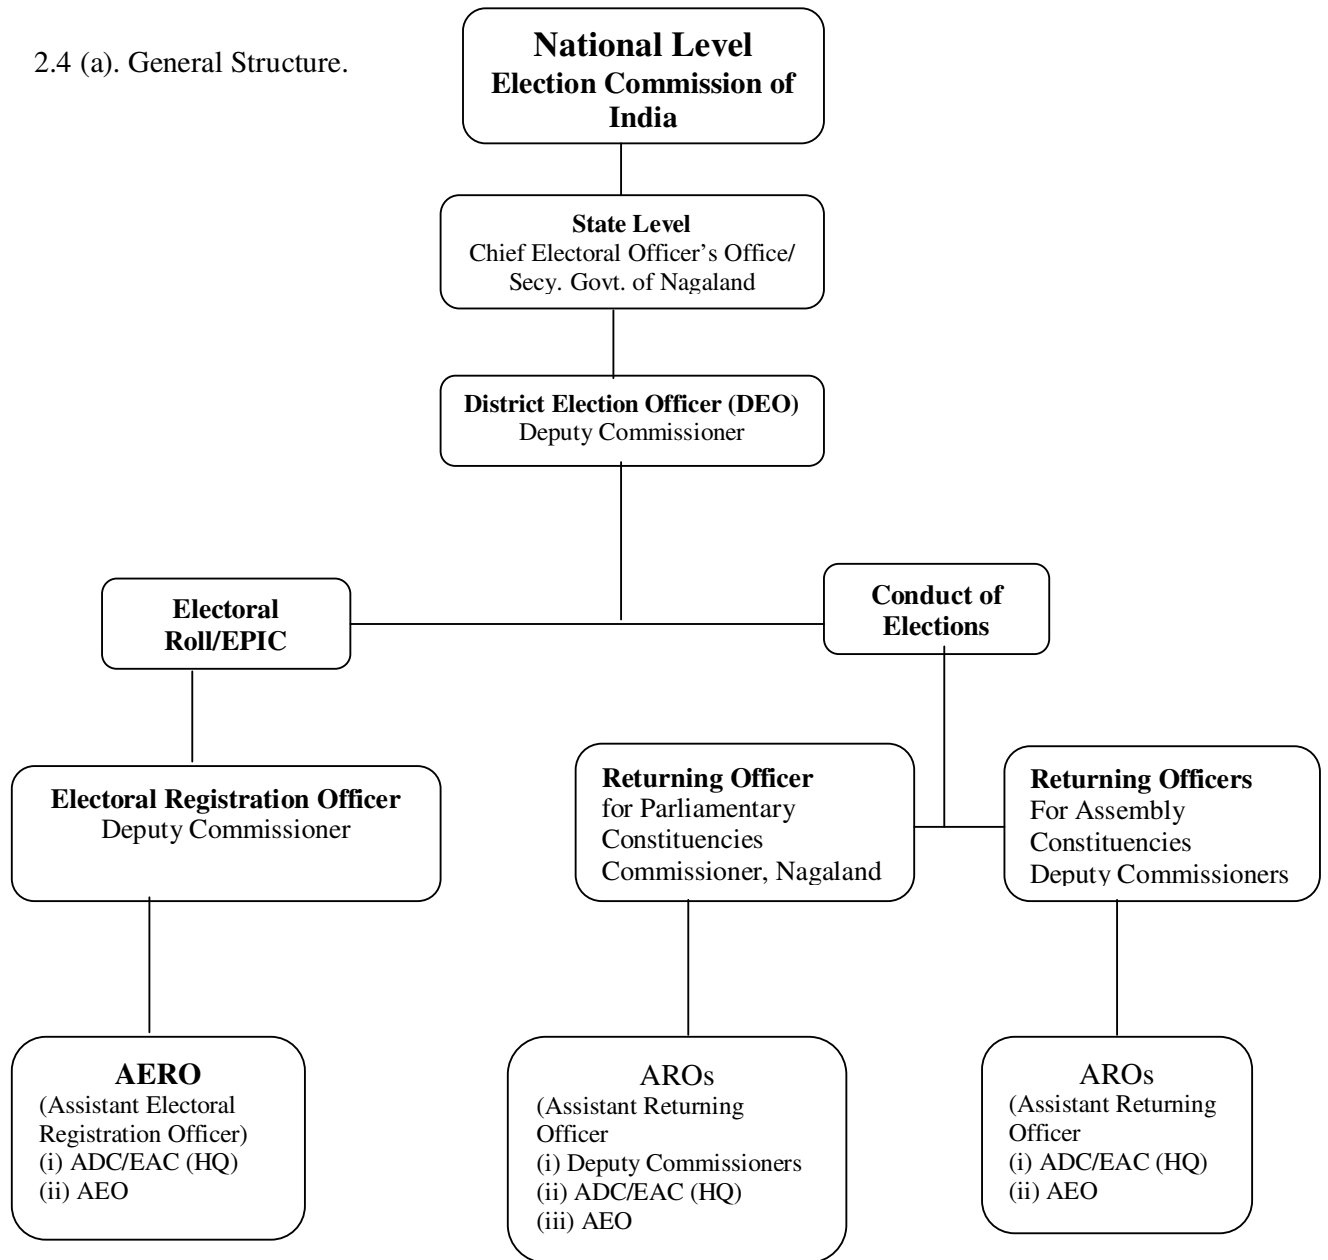 2.4 (a). General Structure.
National Level
Election Commission of
India
State Level
Chief Electoral Officer's Office/
Secy. Govt. of Nagaland
District Election Officer (DEO)
Deputy Commissioner
Electoral
Roll/EPIC
Conduct of
Elections
Electoral Registration Officer
Deputy Commissioner
Returning Officer
for Parliamentary
Constituencies
Commissioner, Nagaland
Returning Officers
For Assembly
Constituencies
Deputy Commissioners
AERO
(Assistant Electoral
Registration Officer)
(i) ADC/EAC (HQ)
(ii) AEO
AROs
(Assistant Returning
Officer
(i) Deputy Commissioners
(ii) ADC/EAC (HQ)
(iii) AEO
AROs
(Assistant Returning
Officer
(i) ADC/EAC (HQ)
(ii) AEO